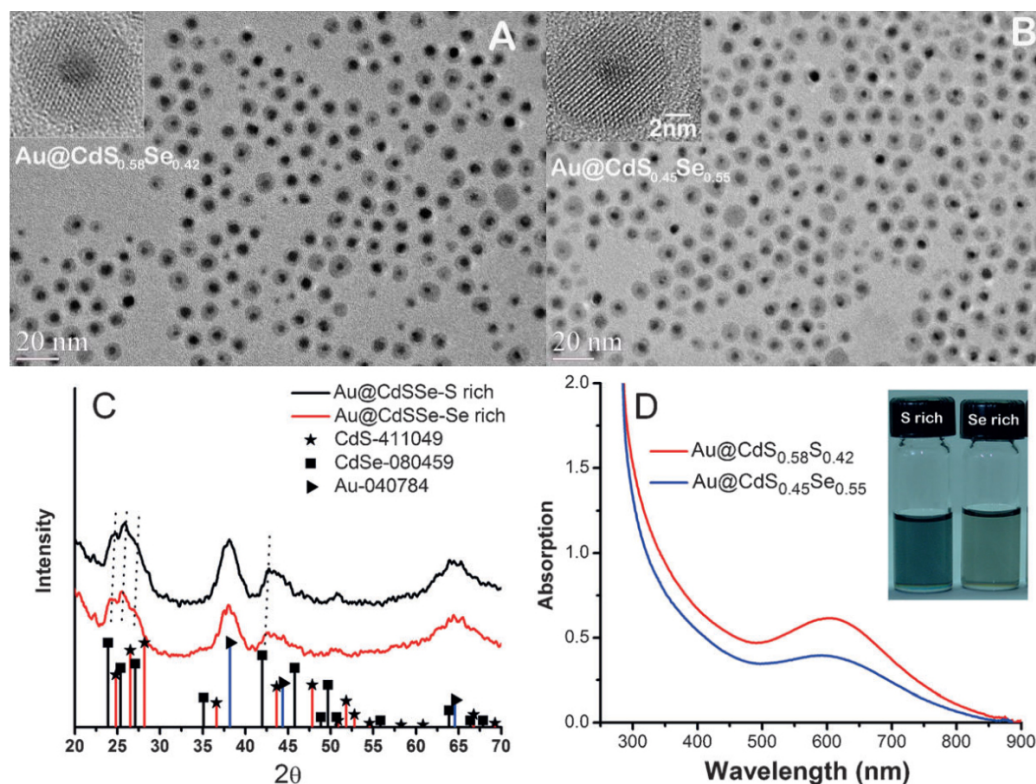 A
Au@CdS0.58Se0.42
20 nm
B
2nm
Au@CdS0.45Se0.55
20 nm
C
Au@CdSSe-S rich
Au@CdSSe-Se rich
CdS-411049
CdSe-080459
Au-040784
Intensity
20 25 30 35 40 45 50 55 60 65 70
2θ
D
Au@CdS0.58S0.42
Au@CdS0.45Se0.55
S rich
Se rich
2.0
1.5
1.0
0.5
0.0
Absorption
300 400 500 600 700 800 900
Wavelength (nm)